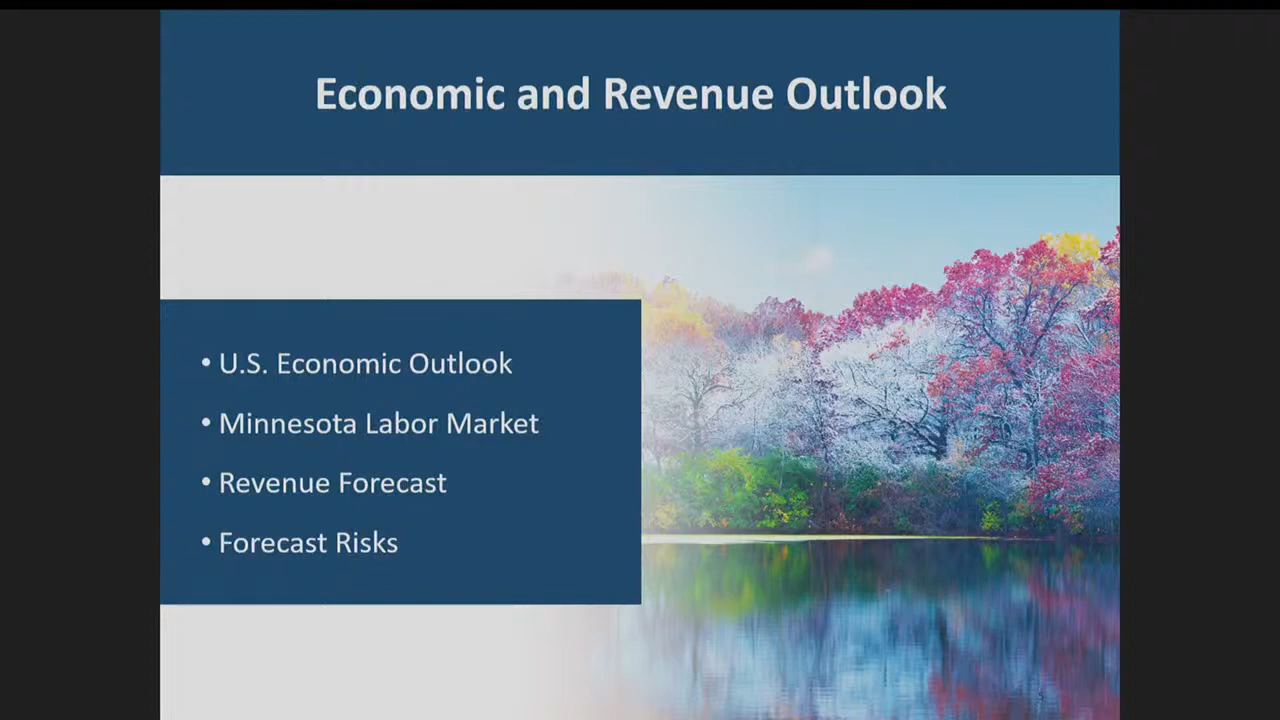 Economic and Revenue Outlook
• U.S. Economic Outlook
• Minnesota Labor Market
• Revenue Forecast
• Forecast Risks